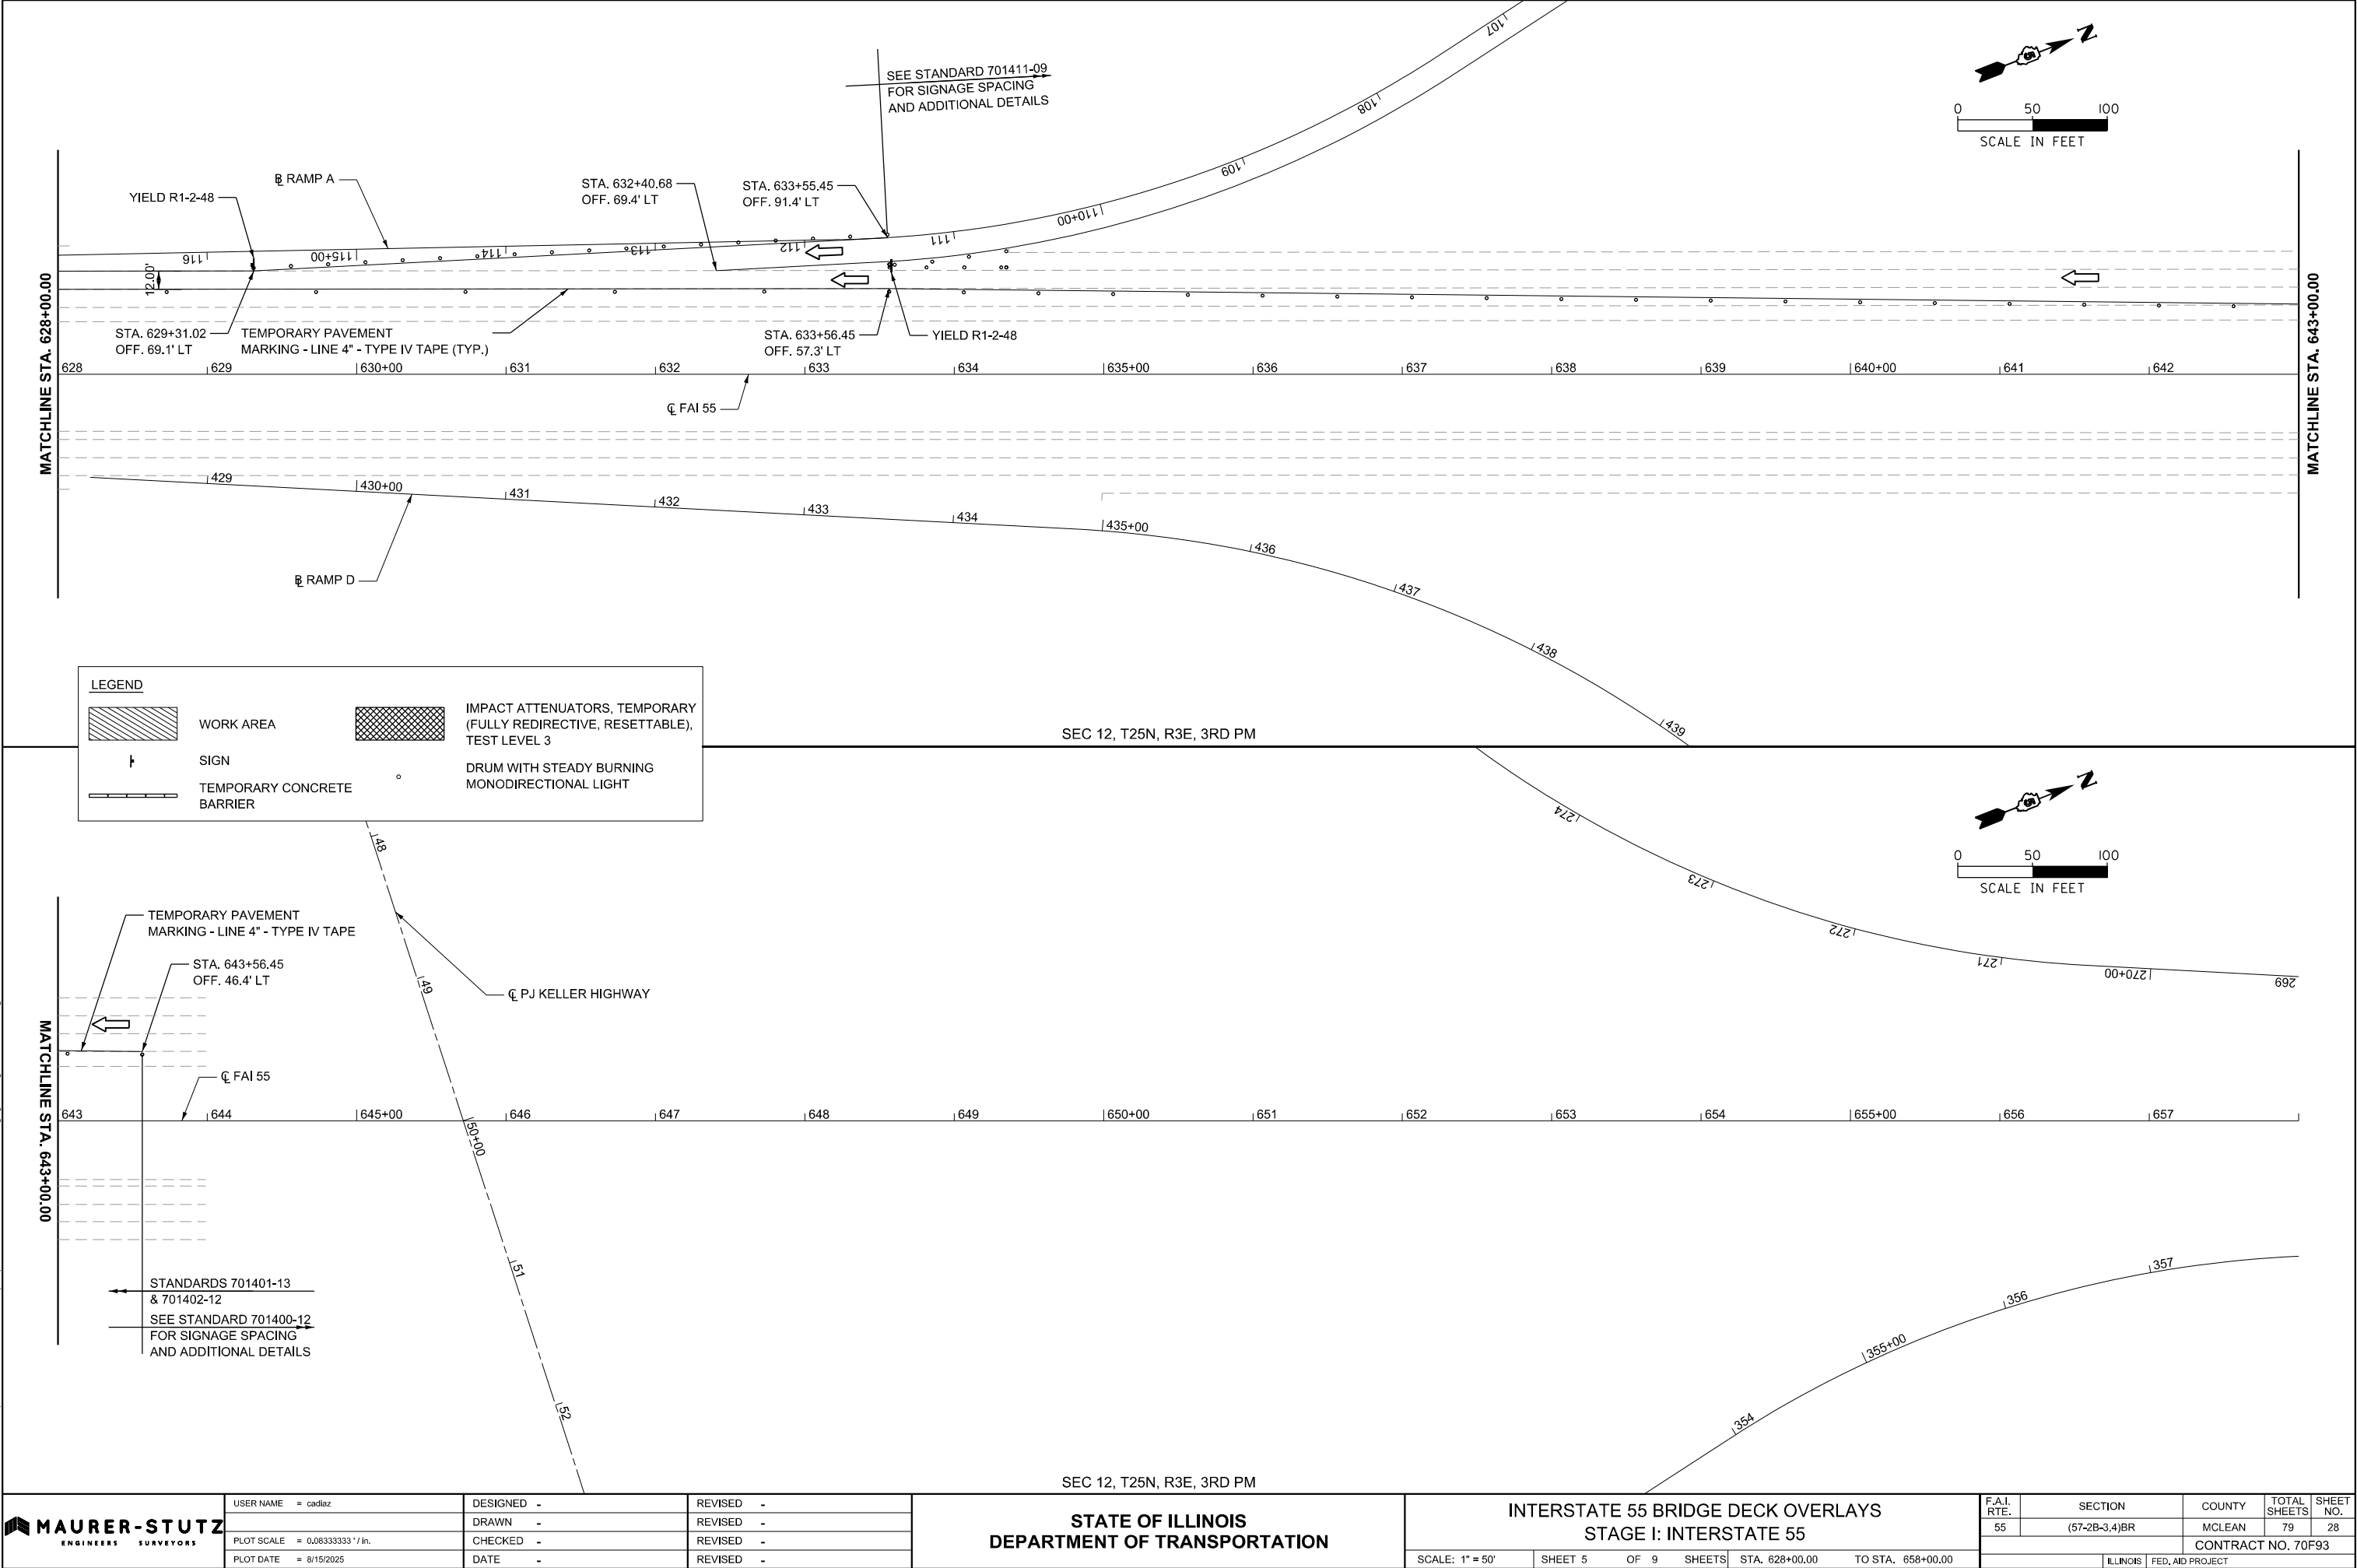 SEE STANDARD 701411-09
FOR SIGNAGE SPACING
AND ADDITIONAL DETAILS
107
108
109
110+00
111
112
113
114
115+00
116
N
55
0 50 100
SCALE IN FEET
YIELD R1-2-48
B RAMP A
STA. 632+40.68
OFF. 69.4' LT
STA. 633+55.45
OFF. 91.4' LT
12.00'
MATCHLINE STA. 628+00.00
MATCHLINE STA. 643+00.00
STA. 629+31.02
OFF. 69.1' LT
TEMPORARY PAVEMENT
MARKING - LINE 4" - TYPE IV TAPE (TYP.)
STA. 633+56.45
OFF. 57.3' LT
YIELD R1-2-48
628 629 630+00 631 632 633 634 635+00 636 637 638 639 640+00 641 642
℄ FAI 55
429 430+00 431 432 433 434 435+00 436 437 438 439
B RAMP D
LEGEND
WORK AREA
SIGN
TEMPORARY CONCRETE
BARRIER
IMPACT ATTENUATORS, TEMPORARY
(FULLY REDIRECTIVE, RESETTABLE),
TEST LEVEL 3
DRUM WITH STEADY BURNING
MONODIRECTIONAL LIGHT
SEC 12, T25N, R3E, 3RD PM
N
55
0 50 100
SCALE IN FEET
274
273
272
271
270+00
269
48
49
50+00
51
52
TEMPORARY PAVEMENT
MARKING - LINE 4" - TYPE IV TAPE
STA. 643+56.45
OFF. 46.4' LT
℄ PJ KELLER HIGHWAY
MATCHLINE STA. 643+00.00
℄ FAI 55
643 644 645+00 646 647 648 649 650+00 651 652 653 654 655+00 656 657
STANDARDS 701401-13
& 701402-12
SEE STANDARD 701400-12
FOR SIGNAGE SPACING
AND ADDITIONAL DETAILS
354
355+00
356
357
SEC 12, T25N, R3E, 3RD PM
MAURER-STUTZ
ENGINEERS SURVEYORS
USER NAME = cadiaz
PLOT SCALE = 0.08333333 ' / in.
PLOT DATE = 8/15/2025
DESIGNED -
DRAWN -
CHECKED -
DATE -
REVISED -
REVISED -
REVISED -
REVISED -
STATE OF ILLINOIS
DEPARTMENT OF TRANSPORTATION
INTERSTATE 55 BRIDGE DECK OVERLAYS
STAGE I: INTERSTATE 55
SCALE: 1" = 50' SHEET 5 OF 9 SHEETS STA. 628+00.00 TO STA. 658+00.00
F.A.I. RTE. SECTION COUNTY TOTAL SHEETS SHEET NO.
55 (57-2B-3,4)BR MCLEAN 79 28
CONTRACT NO. 70F93
ILLINOIS FED. AID PROJECT